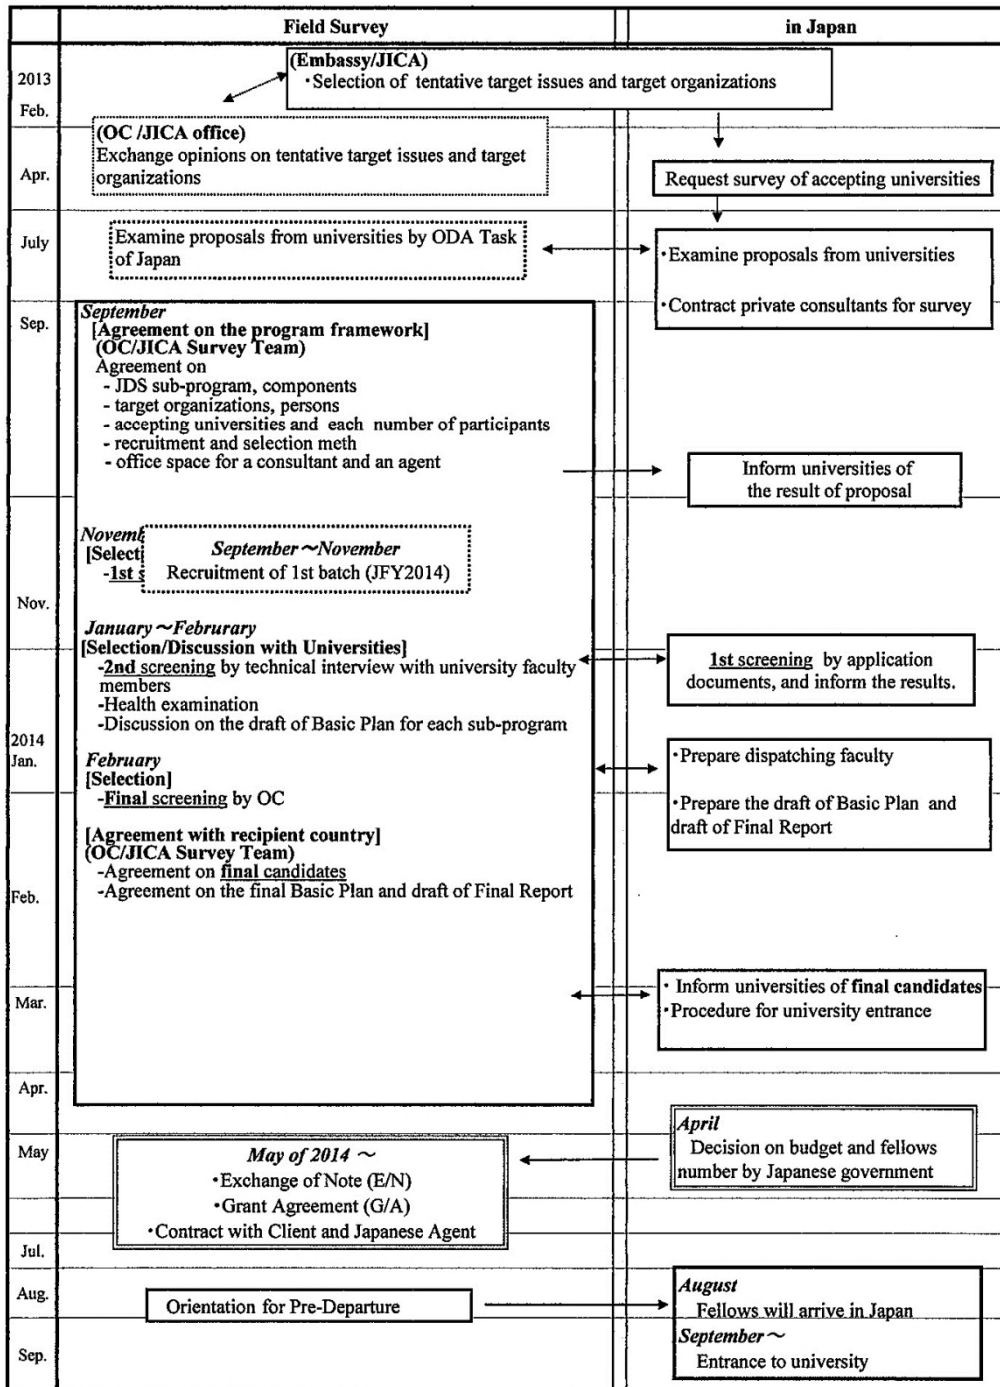 Field Survey
in Japan
2013
Feb.
(Embassy/JICA)
・Selection of tentative target issues and target organizations
(OC /JICA office)
Exchange opinions on tentative target issues and target
organizations
Apr.
Request survey of accepting universities
July
Examine proposals from universities by ODA Task
of Japan
・Examine proposals from universities
・Contract private consultants for survey
Sep.
September
[Agreement on the program framework]
(OC/JICA Survey Team)
Agreement on
- JDS sub-program, components
- target organizations, persons
- accepting universities and each number of participants
- recruitment and selection meth
- office space for a consultant and an agent
Inform universities of
the result of proposal
Novemb
[Select
-1st s
September～November
Recruitment of 1st batch (JFY2014)
Nov.
January～Februrary
[Selection/Discussion with Universities]
-2nd screening by technical interview with university faculty
members
-Health examination
-Discussion on the draft of Basic Plan for each sub-program
1st screening by application
documents, and inform the results.
2014
Jan.
February
[Selection]
-Final screening by OC
・Prepare dispatching faculty
・Prepare the draft of Basic Plan and
draft of Final Report
[Agreement with recipient country]
(OC/JICA Survey Team)
-Agreement on final candidates
-Agreement on the final Basic Plan and draft of Final Report
Feb.
Mar.
・Inform universities of final candidates
・Procedure for university entrance
Apr.
April
Decision on budget and fellows
number by Japanese government
May
May of 2014～
・Exchange of Note (E/N)
・Grant Agreement (G/A)
・Contract with Client and Japanese Agent
Jul.
Aug.
Orientation for Pre-Departure
August
Fellows will arrive in Japan
September～
Entrance to university
Sep.